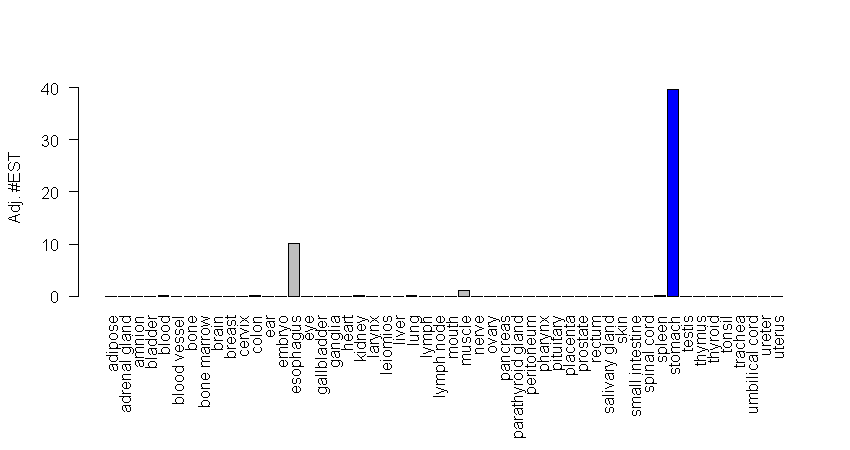 Adj. #EST
40
30
20
10
0
adipose
adrenal gland
amnion
bladder
blood
blood vessel
bone
bone marrow
brain
breast
cervix
colon
ear
embryo
esophagus
eye
gallbladder
ganglia
heart
kidney
larynx
leiomios
liver
lung
lymph
lymph node
mouth
muscle
nerve
ovary
pancreas
parathyroid gland
peritoneum
pharynx
pituitary
placenta
prostate
rectum
salivary gland
skin
small intestine
spinal cord
spleen
stomach
testis
thymus
thyroid
tonsil
trachea
umbilical cord
ureter
uterus